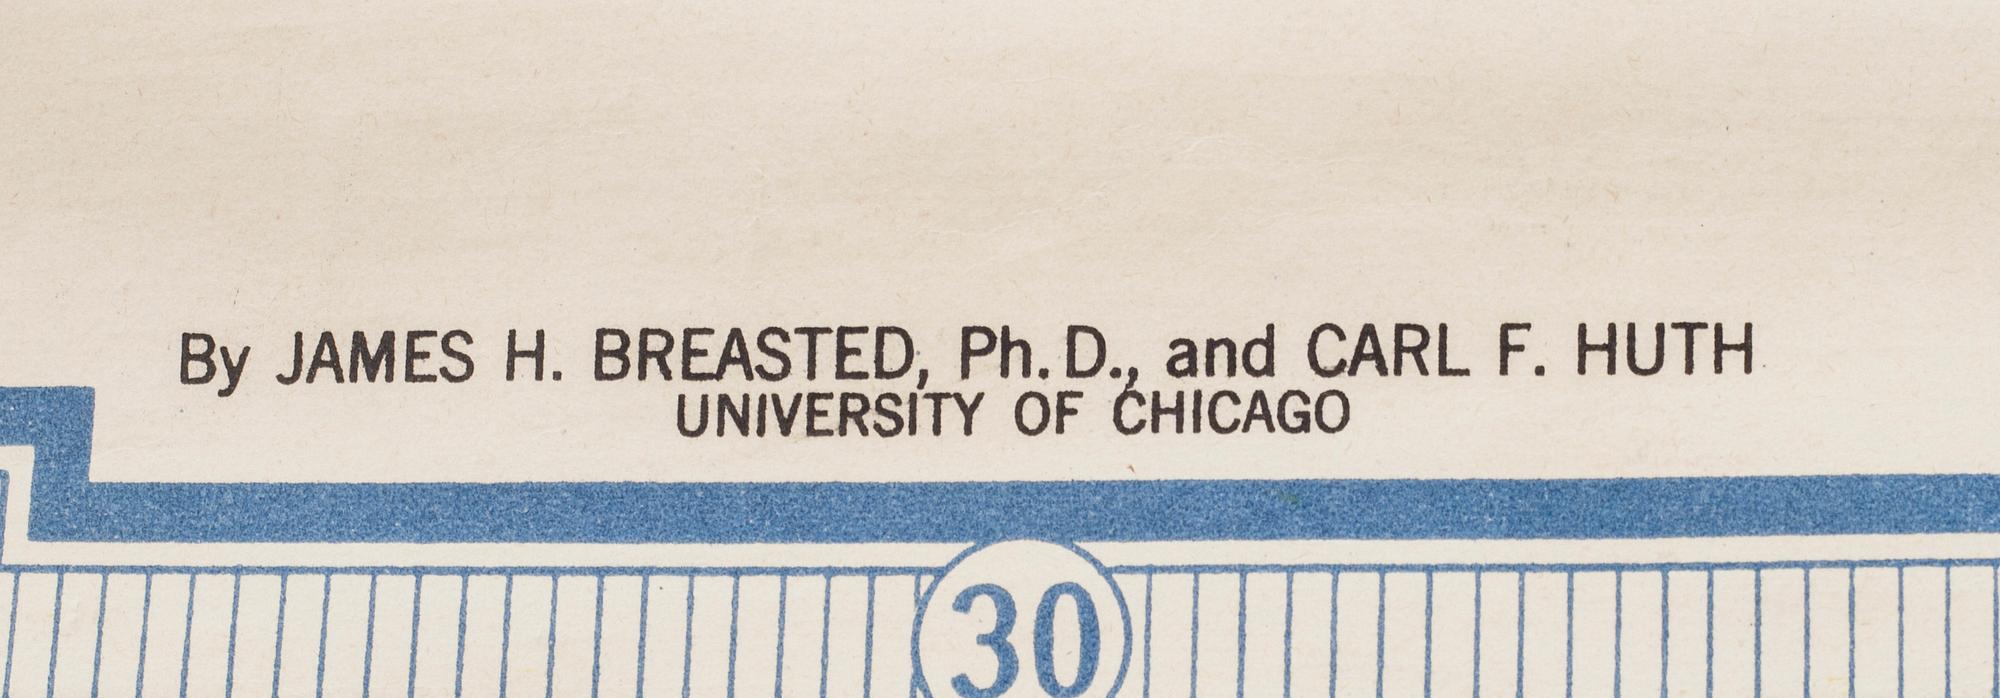 By JAMES H. BREASTED, Ph.D., and CARL F. HUTH
UNIVERSITY OF CHICAGO
30